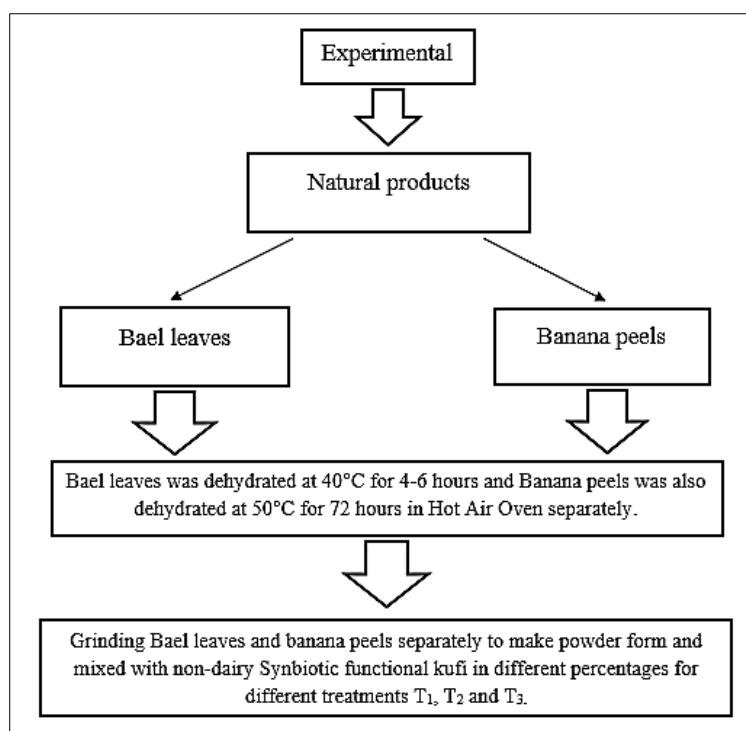 Experimental
Natural products
Bael leaves
Banana peels
Bael leaves was dehydrated at 40°C for 4-6 hours and Banana peels was also
dehydrated at 50°C for 72 hours in Hot Air Oven separately.
Grinding Bael leaves and banana peels separately to make powder form and
mixed with non-dairy Synbiotic functional kufi in different percentages for
different treatments T₁, T₂ and T₃.